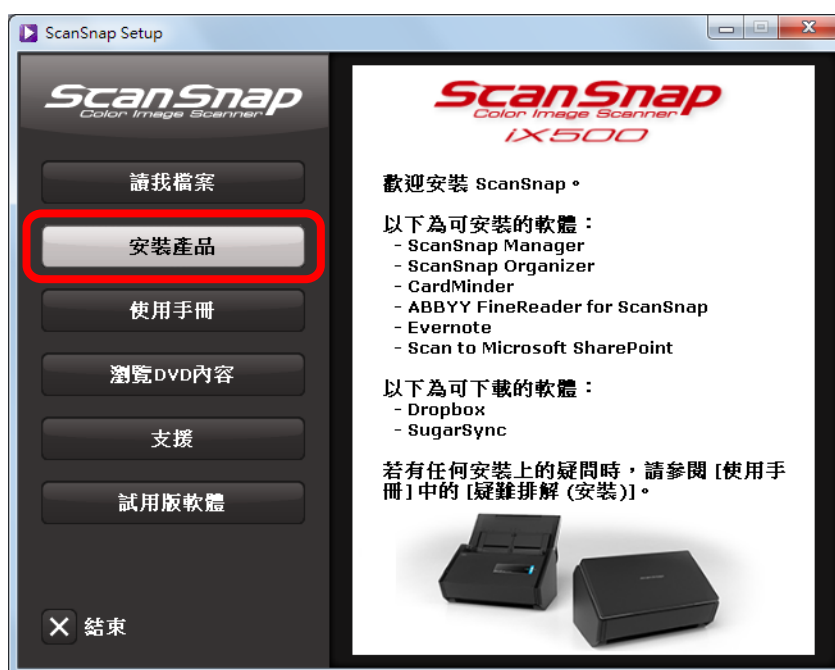 ScanSnap Setup
ScanSnap
Color Image Scanner
讀我檔案
安裝產品
使用手冊
瀏覽DVD內容
支援
試用版軟體
結束
ScanSnap
Color Image Scanner
iX500
歡迎安裝 ScanSnap。
以下為可安裝的軟體：
- ScanSnap Manager
- ScanSnap Organizer
- CardMinder
- ABBYY FineReader for ScanSnap
- Evernote
- Scan to Microsoft SharePoint
以下為可下載的軟體：
- Dropbox
- SugarSync
若有任何安裝上的疑問時，請參閱 [使用手
冊]中的 [疑難排解 (安裝)]。